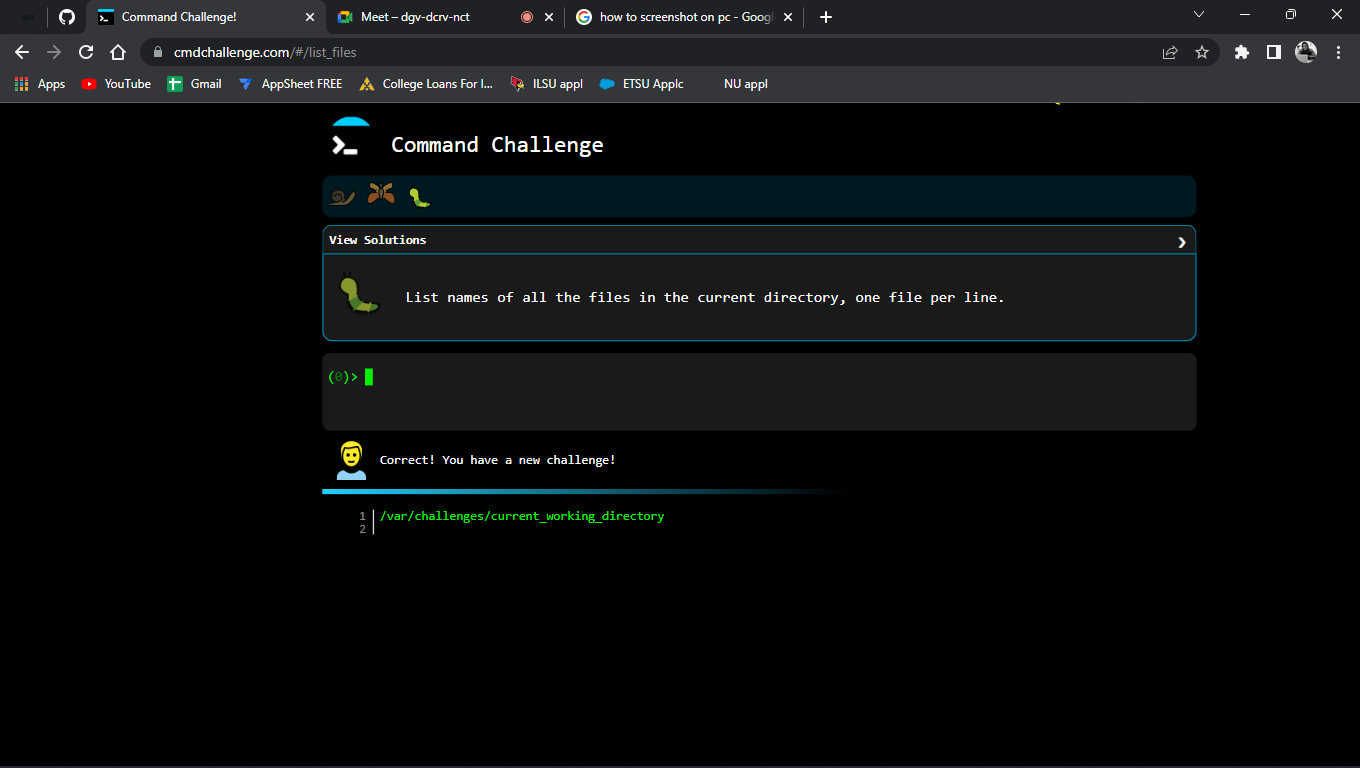 Command Challenge!
Meet – dgv-dcrv-nct
how to screenshot on pc - Googl
cmdchallenge.com/#/list_files
Apps
YouTube
Gmail
AppSheet FREE
College Loans For I...
ILSU appl
ETSU Applc
NU appl
Command Challenge
View Solutions
List names of all the files in the current directory, one file per line.
(0)>
Correct! You have a new challenge!
1 /var/challenges/current_working_directory
2